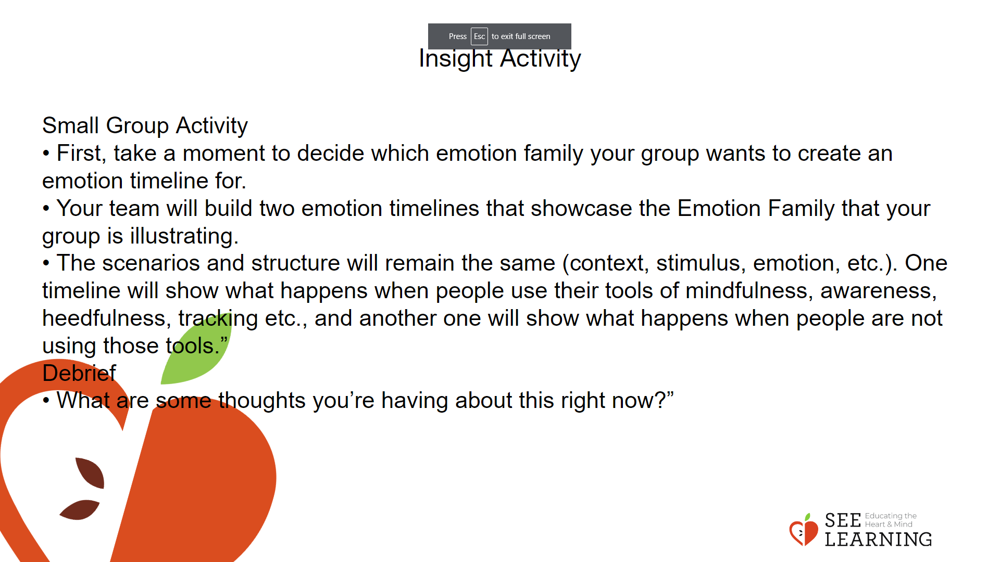 Press Esc to exit full screen
Insight Activity
Small Group Activity
• First, take a moment to decide which emotion family your group wants to create an
emotion timeline for.
• Your team will build two emotion timelines that showcase the Emotion Family that your
group is illustrating.
• The scenarios and structure will remain the same (context, stimulus, emotion, etc.). One
timeline will show what happens when people use their tools of mindfulness, awareness,
heedfulness, tracking etc., and another one will show what happens when people are not
using those tools.”
Debrief
• What are some thoughts you’re having about this right now?”
SEE Educating the
Heart & Mind
LEARNING